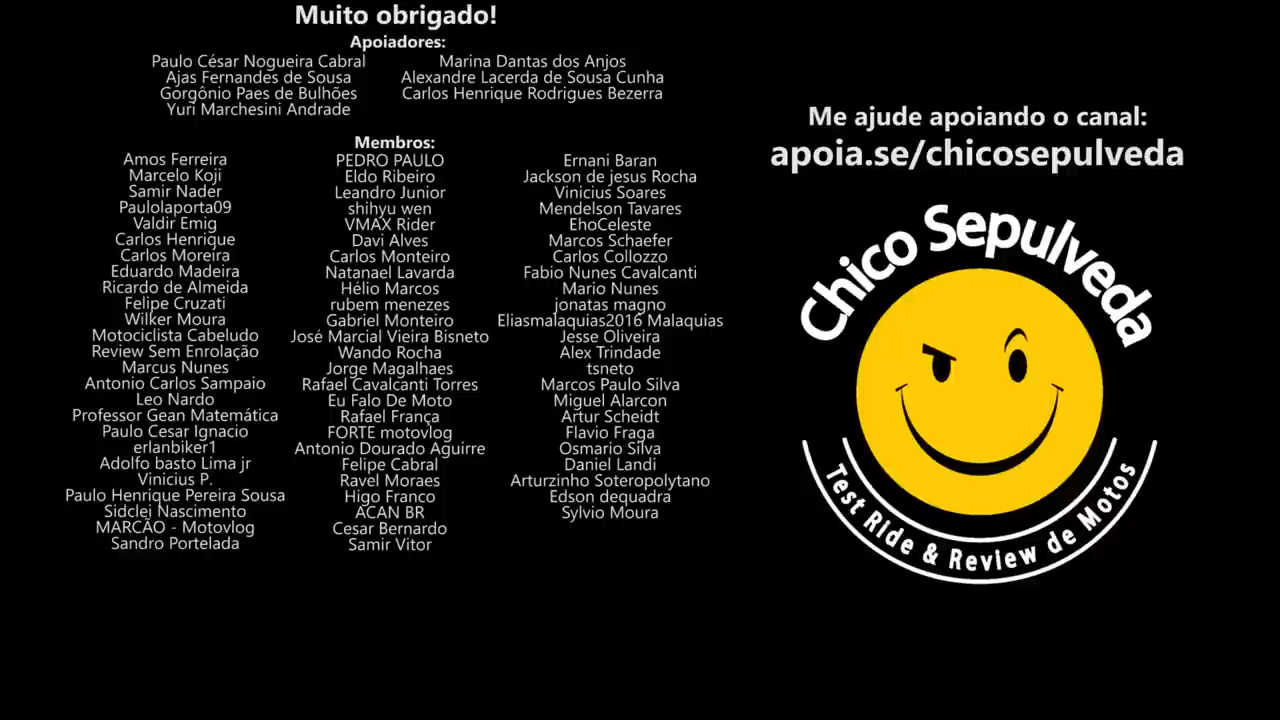 Muito obrigado!
Apoiadores:
Paulo César Nogueira Cabral
Ajas Fernandes de Sousa
Gorgônio Paes de Bulhões
Yuri Marchesini Andrade
Marina Dantas dos Anjos
Alexandre Lacerda de Sousa Cunha
Carlos Henrique Rodrigues Bezerra
Membros:
Amos Ferreira
Marcelo Koji
Samir Nader
Paulolaporta09
Valdir Emig
Carlos Henrique
Carlos Moreira
Eduardo Madeira
Ricardo de Almeida
Felipe Cruzati
Wilker Moura
Motociclista Cabeludo
Review Sem Enrolação
Marcus Nunes
Antonio Carlos Sampaio
Leo Nardo
Professor Gean Matemática
Paulo Cesar Ignacio
erlanbiker1
Adolfo basto Lima jr
Vinicius P.
Paulo Henrique Pereira Sousa
Sidclei Nascimento
MARCÃO - Motovlog
Sandro Portelada
PEDRO PAULO
Eldo Ribeiro
Leandro Junior
shihyu wen
VMAX Rider
Davi Alves
Carlos Monteiro
Natanael Lavarda
Hélio Marcos
rubem menezes
Gabriel Monteiro
José Marcial Vieira Bisneto
Wando Rocha
Jorge Magalhaes
Rafael Cavalcanti Torres
Eu Falo De Moto
Rafael França
FORTE motovlog
Antonio Dourado Aguirre
Felipe Cabral
Ravel Moraes
Higo Franco
ACAN BR
Cesar Bernardo
Samir Vitor
Ernani Baran
Jackson de jesus Rocha
Vinicius Soares
Mendelson Tavares
EhoCeleste
Marcos Schaefer
Carlos Collozzo
Fabio Nunes Cavalcanti
Mario Nunes
jonatas magno
Eliasmalaquias2016 Malaquias
Jesse Oliveira
Alex Trindade
tsneto
Marcos Paulo Silva
Miguel Alarcon
Artur Scheidt
Flavio Fraga
Osmario Silva
Daniel Landi
Arturzinho Soteropolytano
Edson dequadra
Sylvio Moura
Me ajude apoiando o canal:
apoia.se/chicosepulveda
Chico Sepulveda
Test Ride & Review de Motos